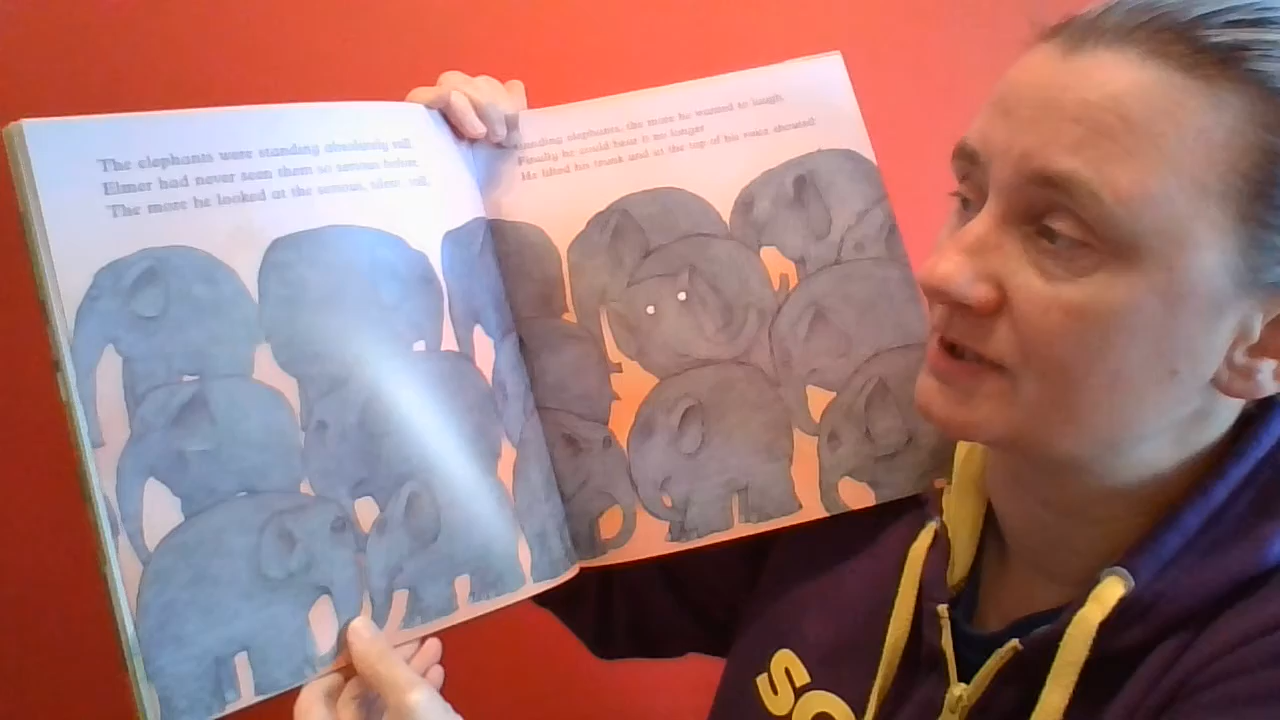 The elephants were standing absolutely still.
Elmer had never seen them so serious before.
The more he looked at the serious, silent, still,
standing elephants, the more he wanted to laugh.
Finally he could bear it no longer.
He lifted his trunk and at the top of his voice shouted:
SC